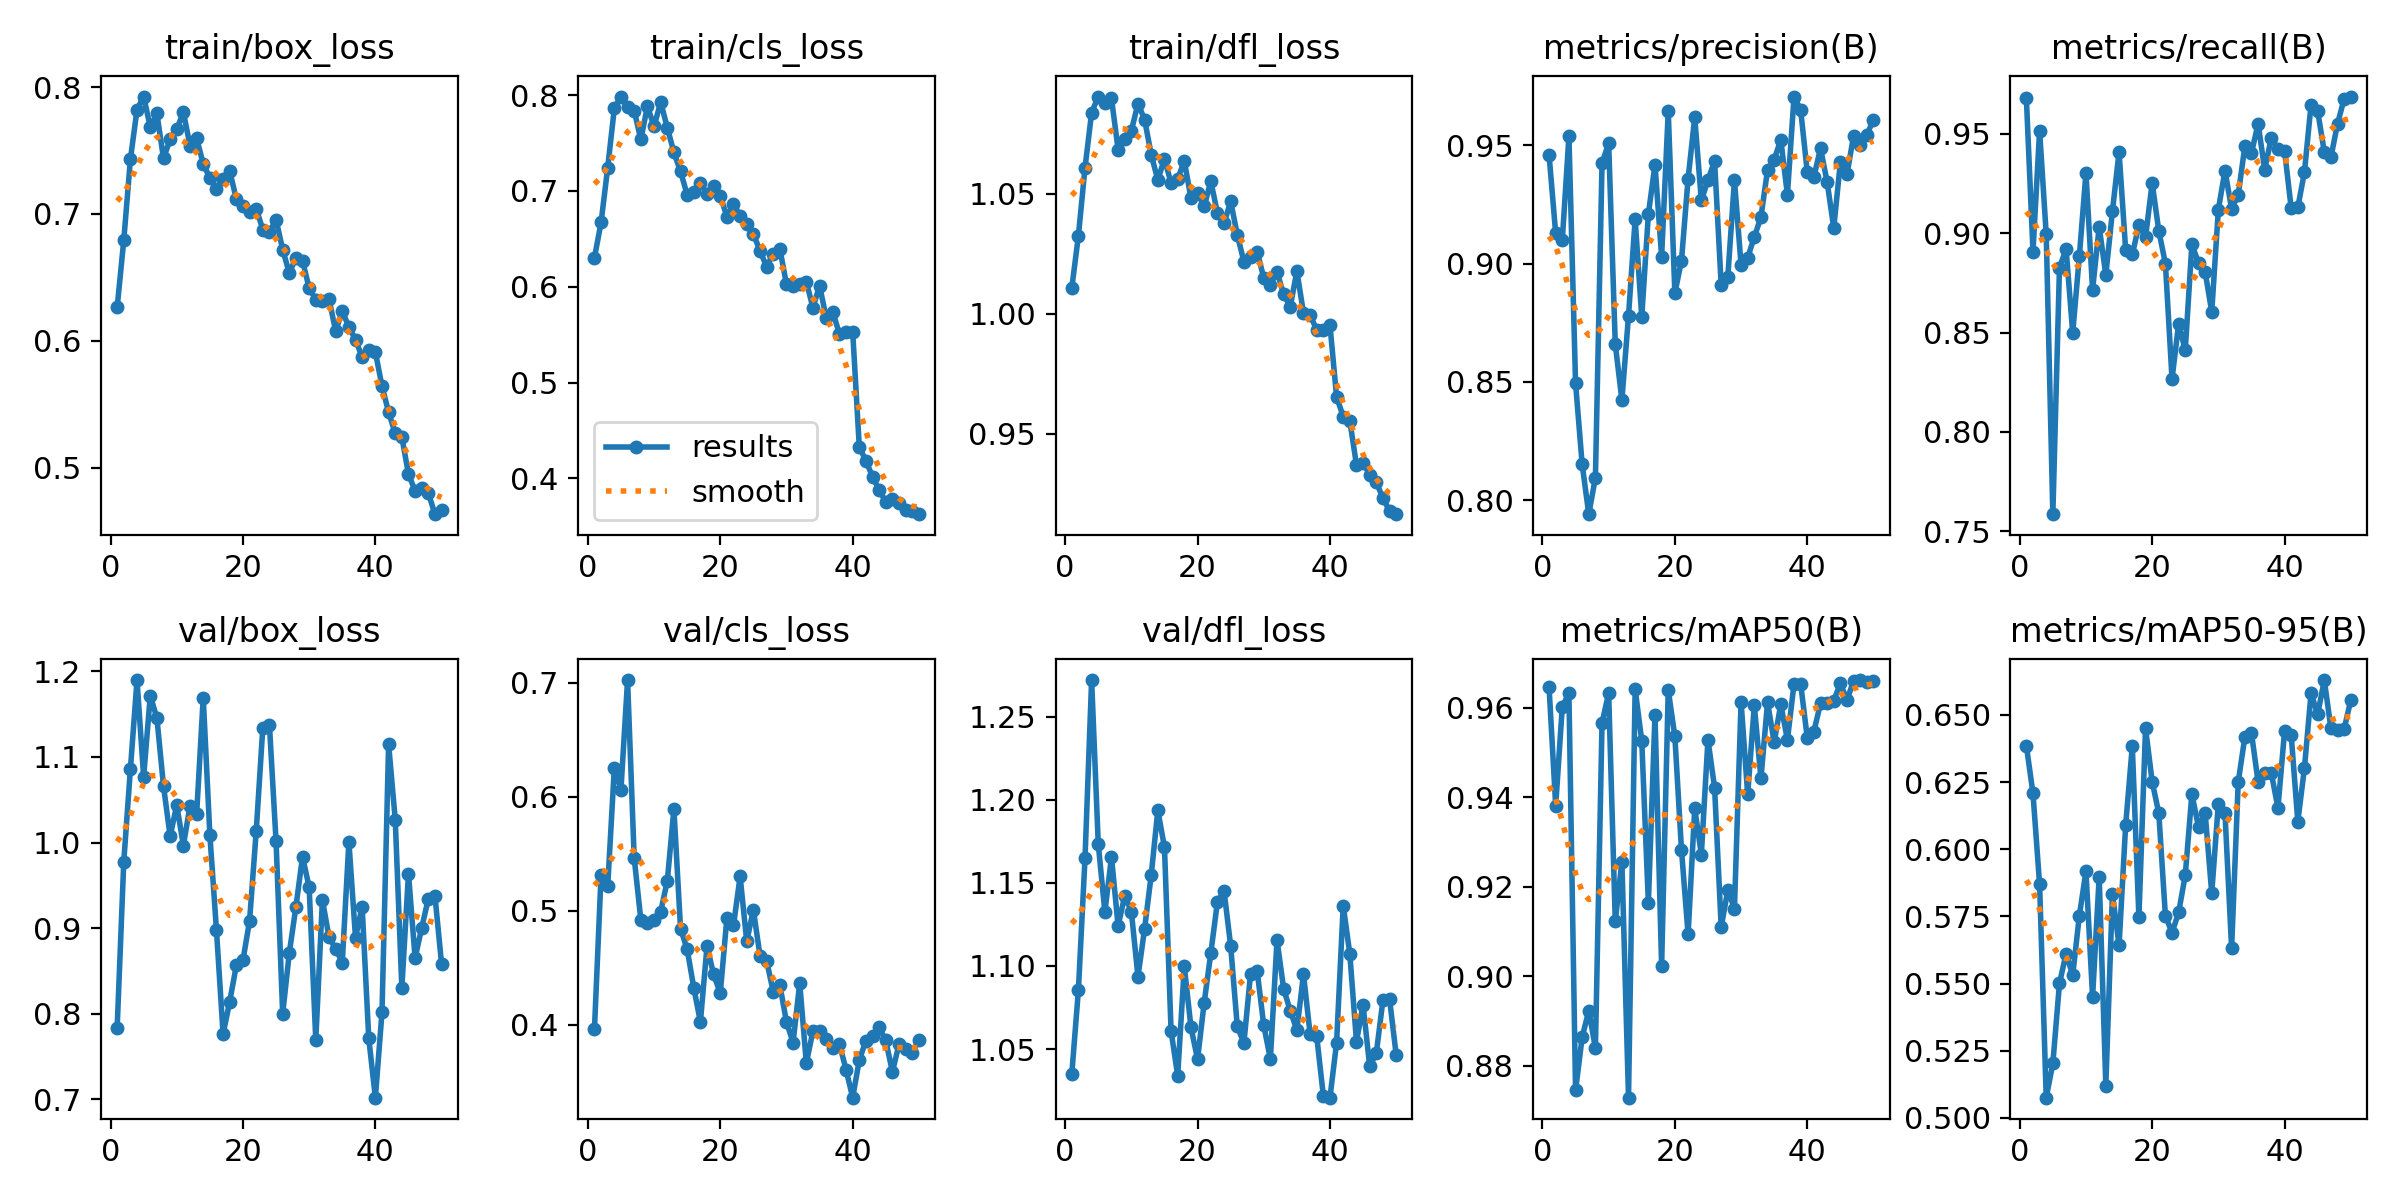 train/box_loss
0.8
0.7
0.6
0.5
0 20 40
train/cls_loss
0.8
0.7
0.6
0.5
0.4
results
smooth
0 20 40
train/dfl_loss
1.05
1.00
0.95
0 20 40
metrics/precision(B)
0.95
0.90
0.85
0.80
0 20 40
metrics/recall(B)
0.95
0.90
0.85
0.80
0.75
0 20 40
val/box_loss
1.2
1.1
1.0
0.9
0.8
0.7
0 20 40
val/cls_loss
0.7
0.6
0.5
0.4
0 20 40
val/dfl_loss
1.25
1.20
1.15
1.10
1.05
0 20 40
metrics/mAP50(B)
0.96
0.94
0.92
0.90
0.88
0 20 40
metrics/mAP50-95(B)
0.650
0.625
0.600
0.575
0.550
0.525
0.500
0 20 40